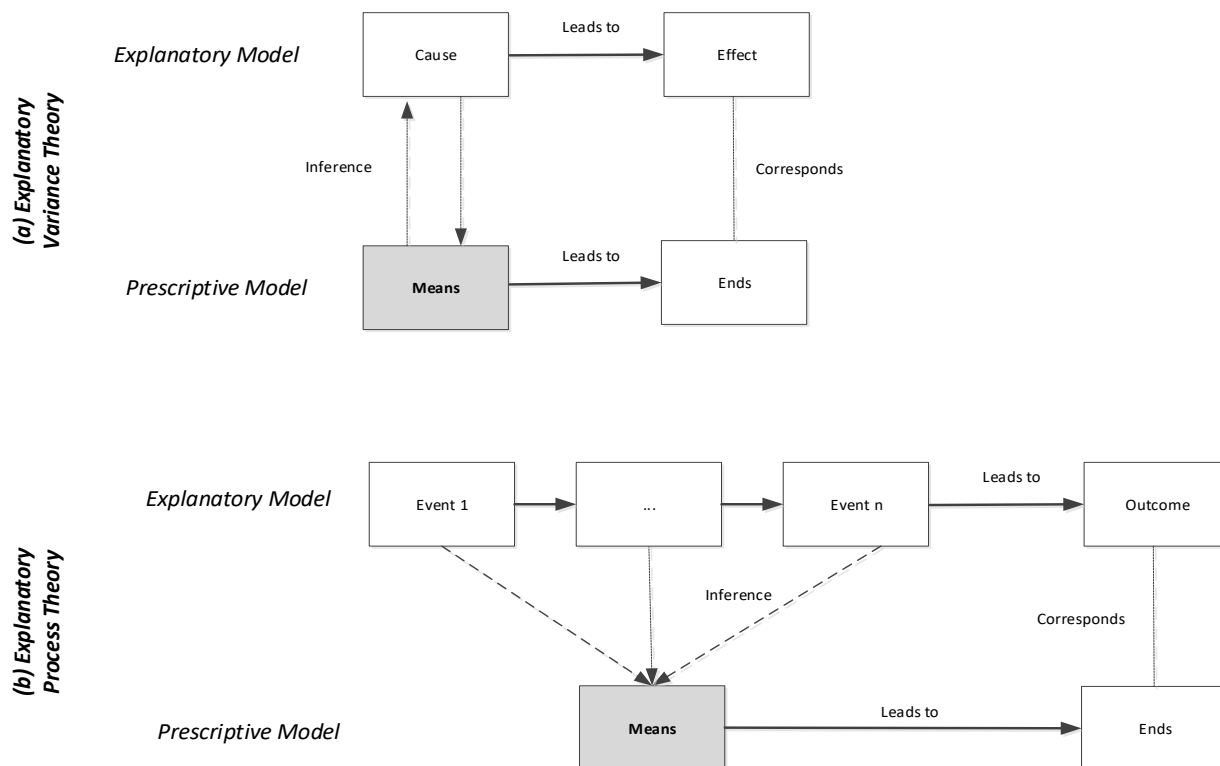 (a) Explanatory
Variance Theory
Explanatory Model
Cause
Leads to
Effect
Inference
Corresponds
Prescriptive Model
Means
Leads to
Ends
(b) Explanatory
Process Theory
Explanatory Model
Event 1
...
Event n
Leads to
Outcome
Inference
Corresponds
Prescriptive Model
Means
Leads to
Ends